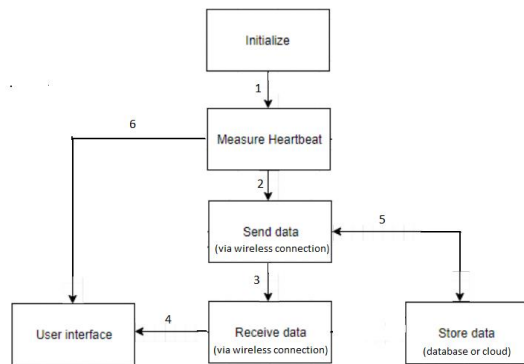 Initialize
1
6
Measure Heartbeat
2
5
Send data
(via wireless connection)
3
4
User interface
Receive data
(via wireless connection)
Store data
(database or cloud)